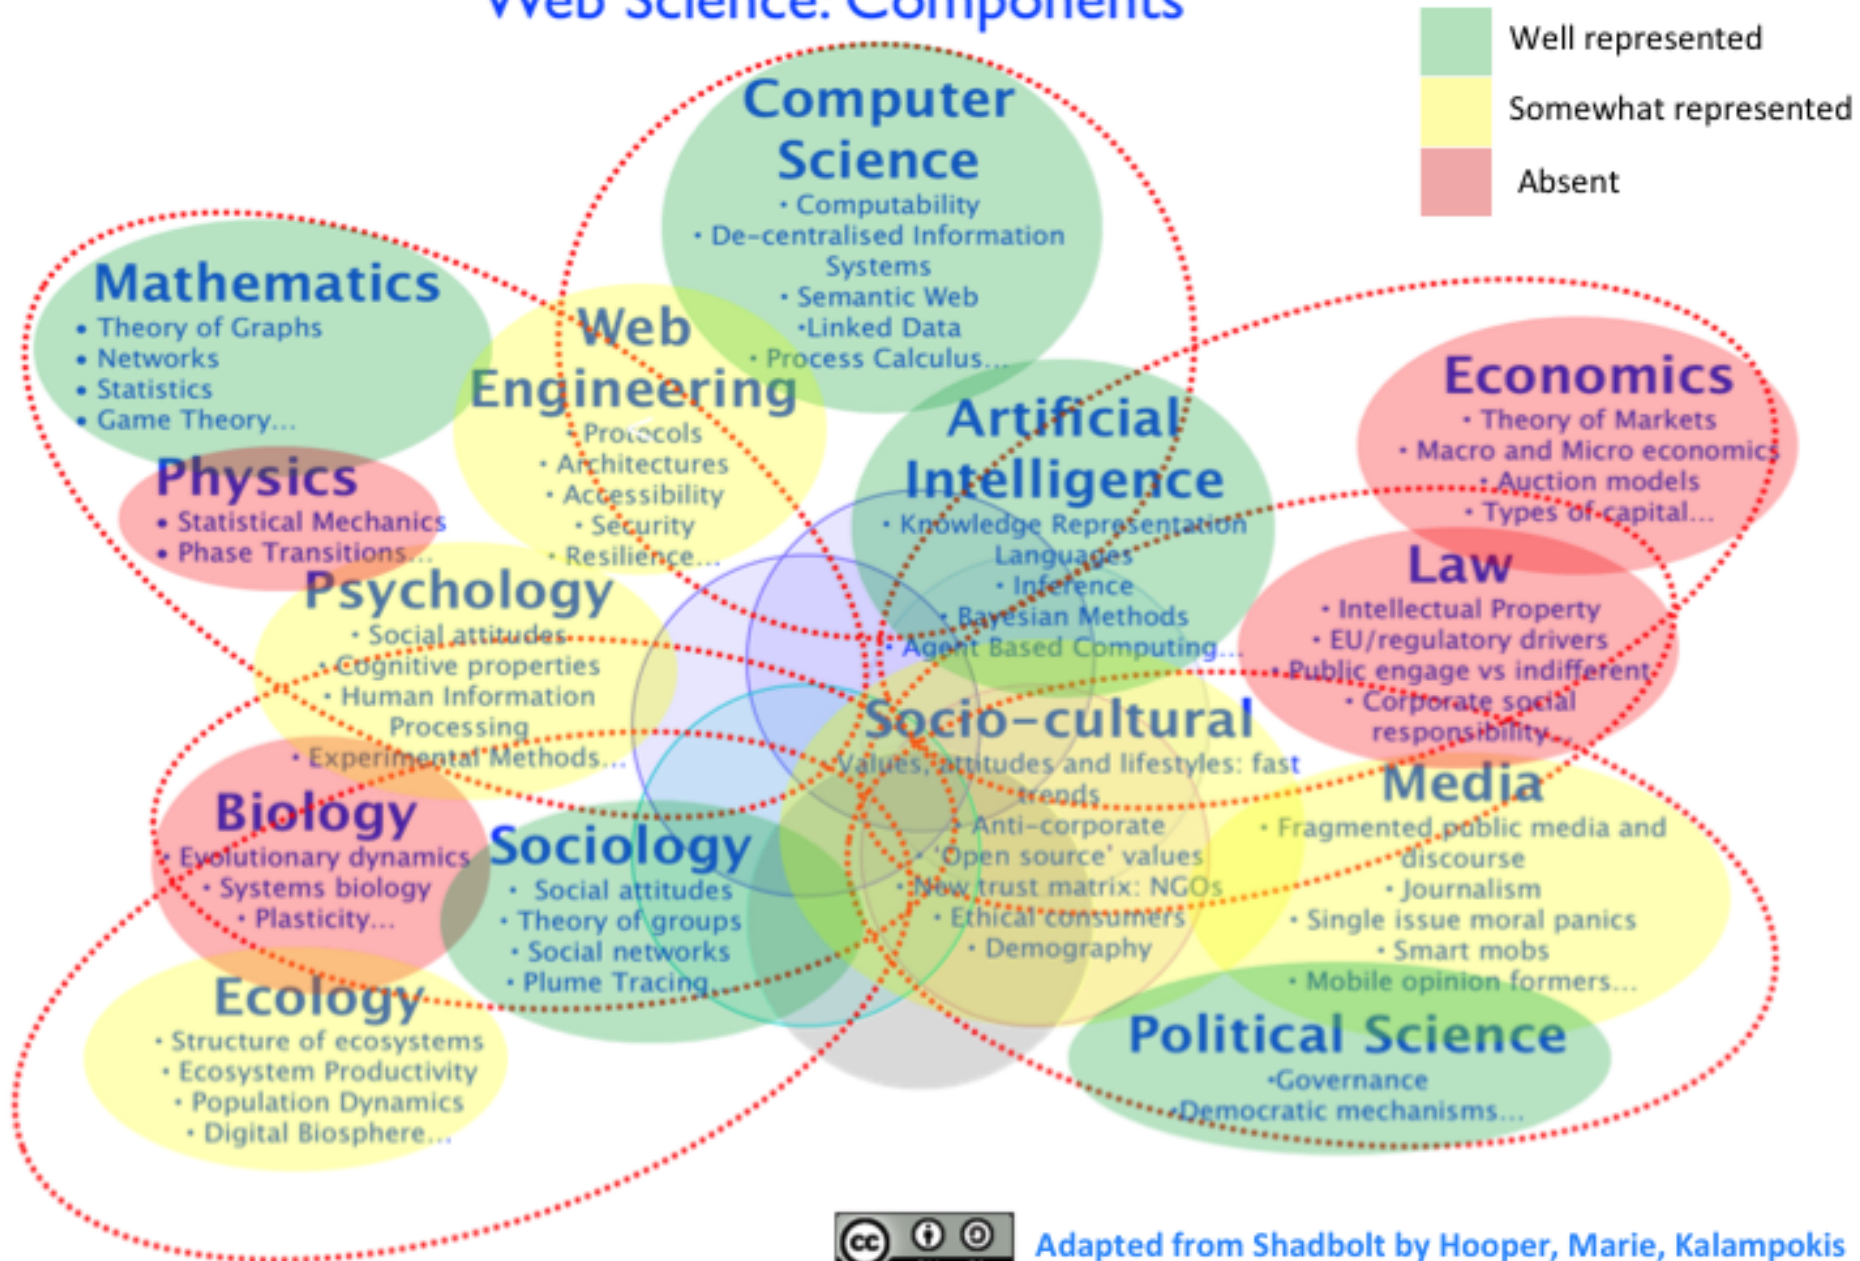 Web Science: Components
Well represented
Somewhat represented
Absent
Computer
Science
• Computability
• De-centralised Information
Systems
• Semantic Web
•Linked Data
• Process Calculus...
Mathematics
• Theory of Graphs
• Networks
• Statistics
• Game Theory...
Web
Engineering
• Protocols
• Architectures
• Accessibility
• Security
• Resilience...
Artificial
Intelligence
• Knowledge Representation
Languages
• Inference
• Bayesian Methods
• Agent Based Computing...
Economics
• Theory of Markets
• Macro and Micro economics
• Auction models
• Types of capital...
Physics
• Statistical Mechanics
• Phase Transitions...
Law
• Intellectual Property
• EU/regulatory drivers
• Public engage vs indifferent
• Corporate social
responsibility...
Psychology
• Social attitudes
• Cognitive properties
• Human Information
Processing
• Experimental Methods...
Socio-cultural
Values, attitudes and lifestyles: fast
trends
• Anti-corporate
• 'Open source' values
• New trust matrix: NGOs
• Ethical consumers
• Demography
Media
• Fragmented public media and
discourse
• Journalism
• Single issue moral panics
• Smart mobs
• Mobile opinion formers...
Biology
• Evolutionary dynamics
• Systems biology
• Plasticity...
Sociology
• Social attitudes
• Theory of groups
• Social networks
• Plume Tracing...
Ecology
• Structure of ecosystems
• Ecosystem Productivity
• Population Dynamics
• Digital Biosphere...
Political Science
•Governance
•Democratic mechanisms...
cc
Adapted from Shadbolt by Hooper, Marie, Kalampokis